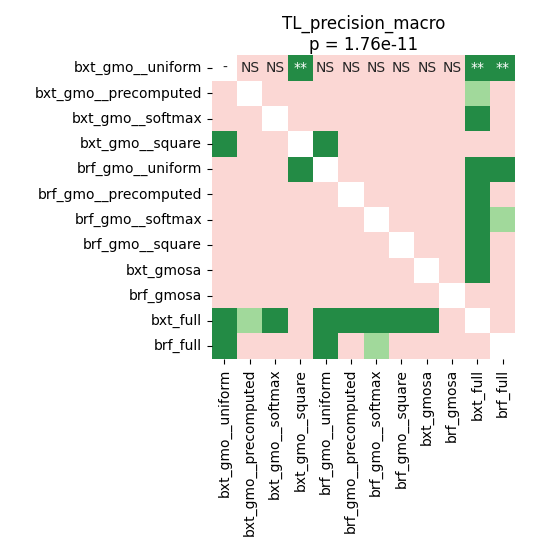 TL_precision_macro
p = 1.76e-11
bxt_gmo__uniform - NS NS ** NS NS NS NS NS NS ** **
bxt_gmo__precomputed
bxt_gmo__softmax
bxt_gmo__square
brf_gmo__uniform
brf_gmo__precomputed
brf_gmo__softmax
brf_gmo__square
bxt_gmosa
brf_gmosa
bxt_full
brf_full
bxt_gmo__uniform
bxt_gmo__precomputed
bxt_gmo__softmax
bxt_gmo__square
brf_gmo__uniform
brf_gmo__precomputed
brf_gmo__softmax
brf_gmo__square
bxt_gmosa
brf_gmosa
bxt_full
brf_full